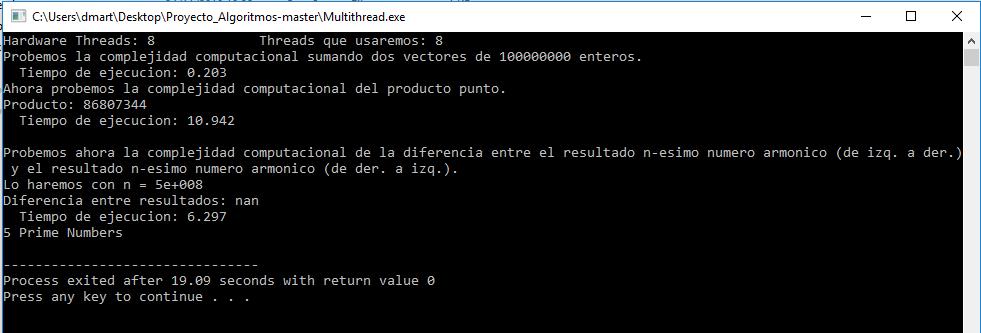 C:\Users\dmart\Desktop\Proyecto_Algoritmos-master\Multithread.exe
Hardware Threads: 8             Threads que usaremos: 8
Probemos la complejidad computacional sumando dos vectores de 100000000 enteros.
  Tiempo de ejecucion: 0.203
Ahora probemos la complejidad computacional del producto punto.
Producto: 86807344
  Tiempo de ejecucion: 10.942
Probemos ahora la complejidad computacional de la diferencia entre el resultado n-esimo numero armonico (de izq. a der.)
 y el resultado n-esimo numero armonico (de der. a izq.).
Lo haremos con n = 5e+008
Diferencia entre resultados: nan
  Tiempo de ejecucion: 6.297
5 Prime Numbers
--------------------------------
Process exited after 19.09 seconds with return value 0
Press any key to continue . . .